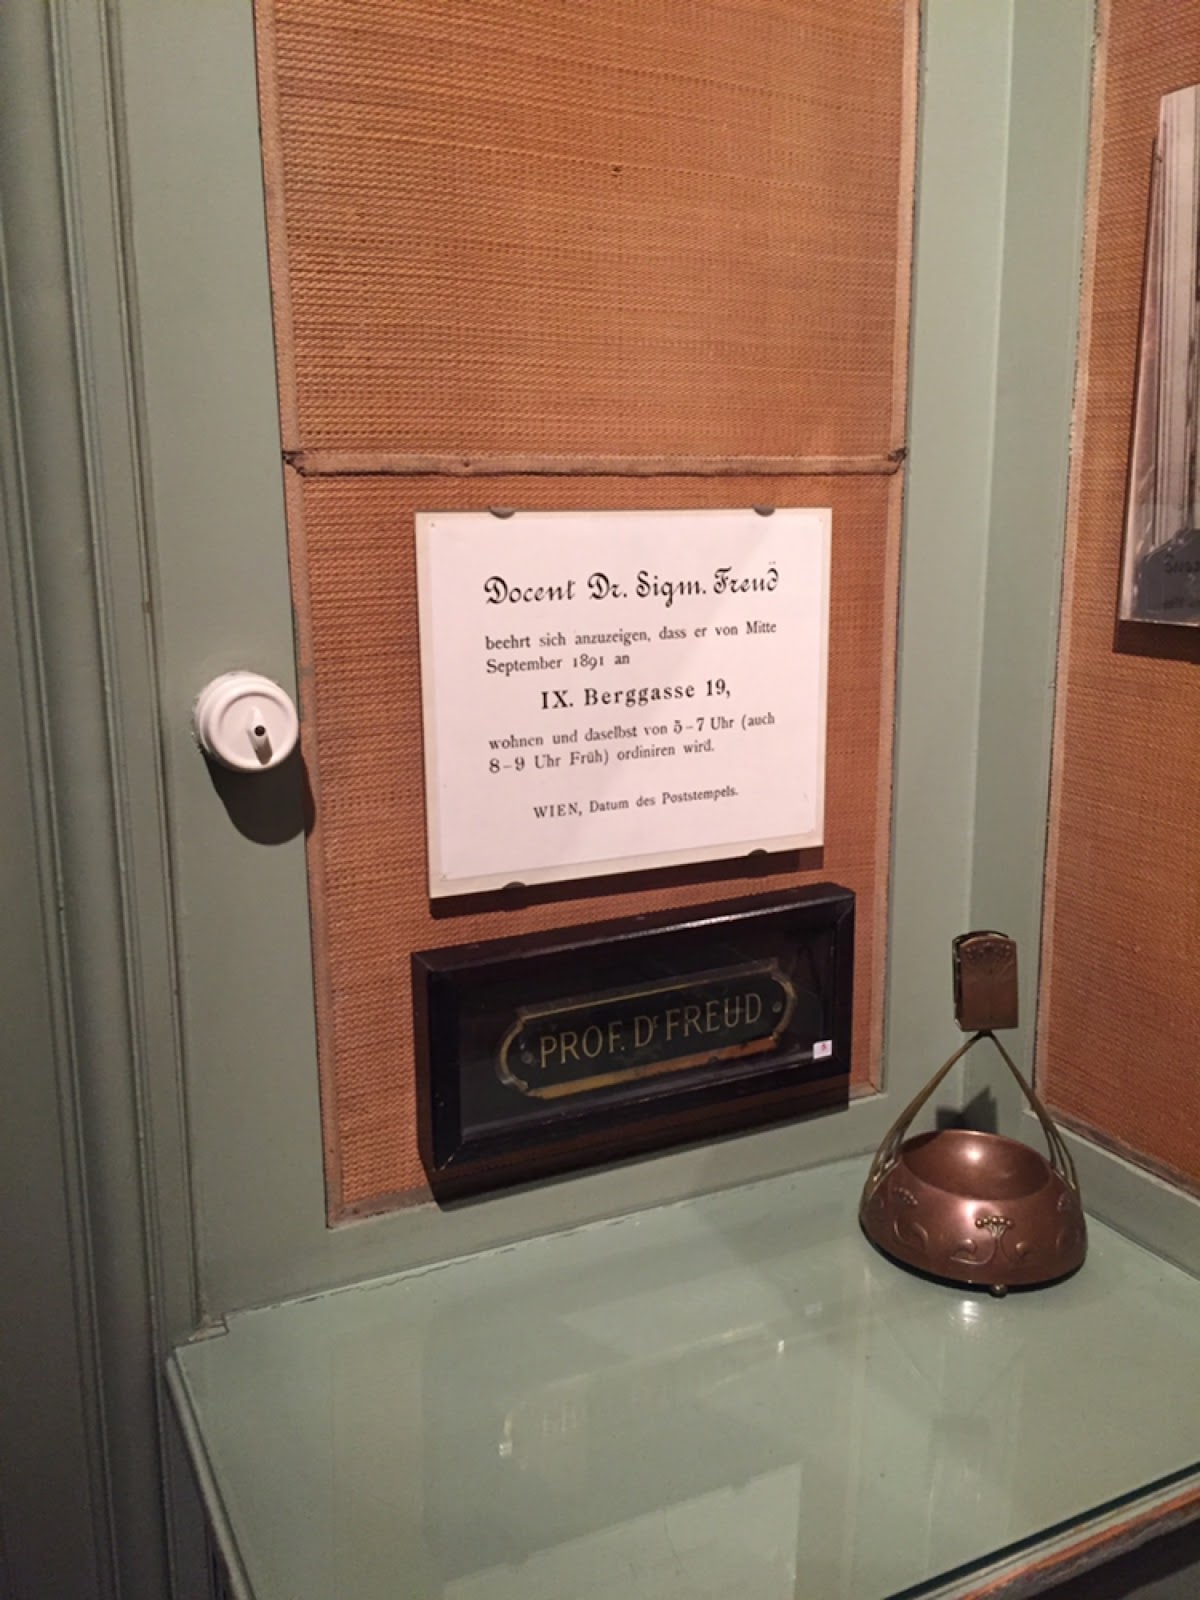 Docent Dr. Sigm. Freud
beehrt sich anzuzeigen, dass er von Mitte
September 1891 an
IX. Berggasse 19,
wohnen und daselbst von 5–7 Uhr (auch
8–9 Uhr Früh) ordiniren wird.
WIEN, Datum des Poststempels.
PROF. Dr FREUD